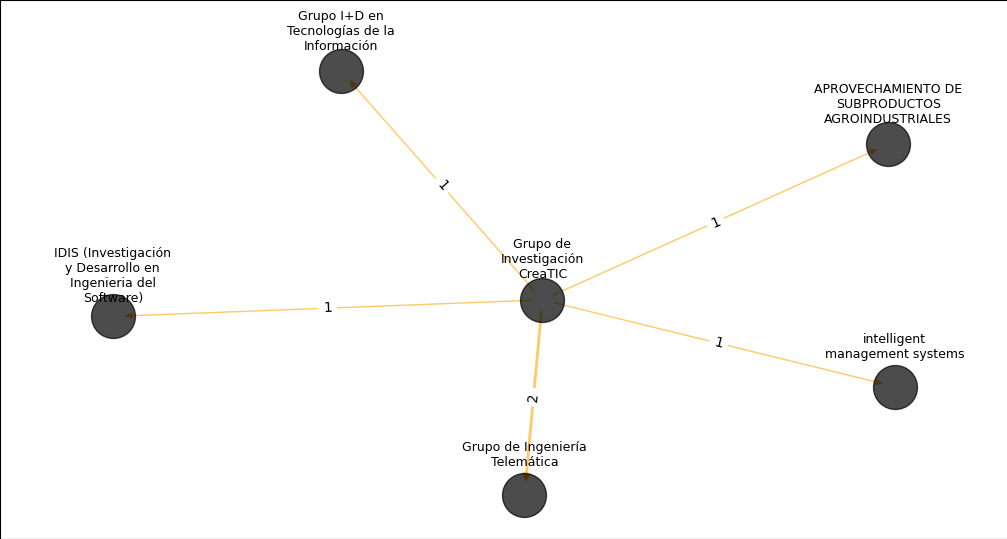 Grupo I+D en
Tecnologías de la
Información
APROVECHAMIENTO DE
SUBPRODUCTOS
AGROINDUSTRIALES
1
1
Grupo de
Investigación
CreaTIC
IDIS (Investigación
y Desarrollo en
Ingenieria del
Software)
1
1
intelligent
management systems
2
Grupo de Ingeniería
Telemática